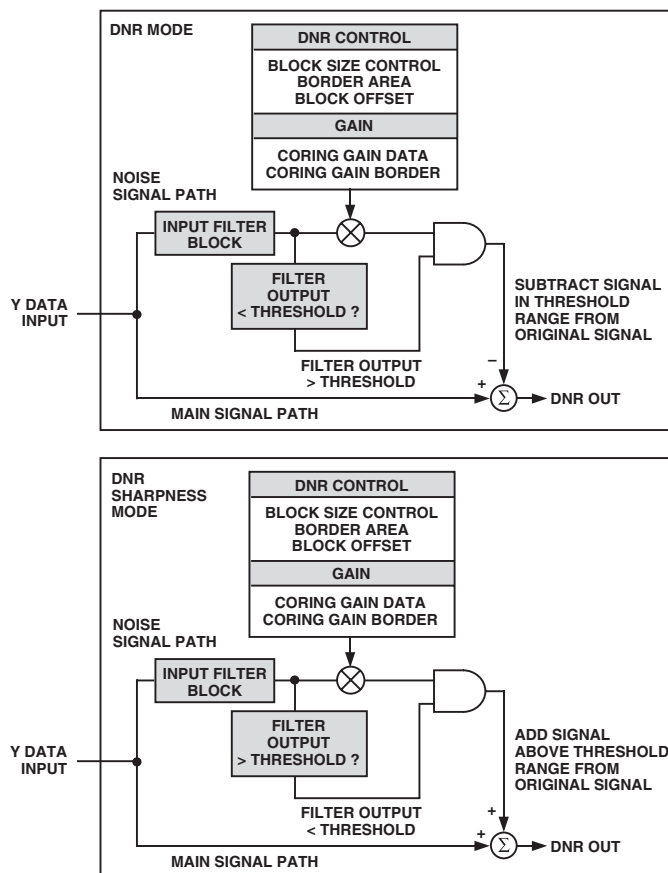 DNR MODE
DNR CONTROL
BLOCK SIZE CONTROL
BORDER AREA
BLOCK OFFSET
GAIN
CORING GAIN DATA
CORING GAIN BORDER
NOISE
SIGNAL PATH
INPUT FILTER
BLOCK
FILTER
OUTPUT
< THRESHOLD ?
Y DATA
INPUT
SUBTRACT SIGNAL
IN THRESHOLD
RANGE FROM
ORIGINAL SIGNAL
FILTER OUTPUT
> THRESHOLD
–
+
Σ
DNR OUT
MAIN SIGNAL PATH
DNR
SHARPNESS
MODE
DNR CONTROL
BLOCK SIZE CONTROL
BORDER AREA
BLOCK OFFSET
GAIN
CORING GAIN DATA
CORING GAIN BORDER
NOISE
SIGNAL PATH
INPUT FILTER
BLOCK
FILTER
OUTPUT
> THRESHOLD ?
Y DATA
INPUT
ADD SIGNAL
ABOVE THRESHOLD
RANGE FROM
ORIGINAL SIGNAL
FILTER OUTPUT
< THRESHOLD
+
+
Σ
DNR OUT
MAIN SIGNAL PATH